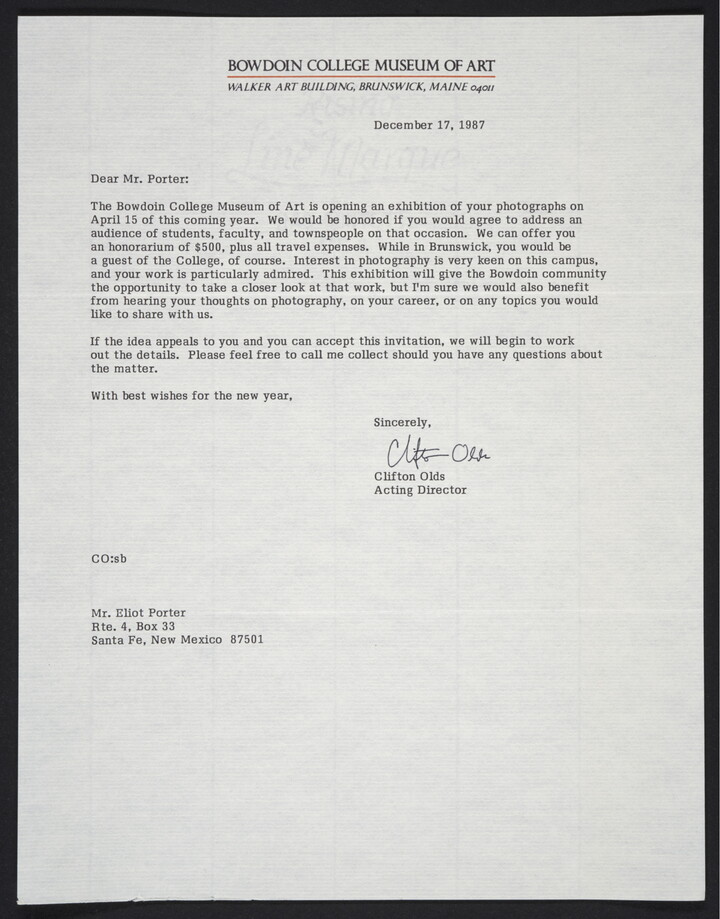 BOWDOIN COLLEGE MUSEUM OF ART
WALKER ART BUILDING, BRUNSWICK, MAINE 04011
Rising
Line Marque
December 17, 1987
Dear Mr. Porter:
The Bowdoin College Museum of Art is opening an exhibition of your photographs on
April 15 of this coming year. We would be honored if you would agree to address an
audience of students, faculty, and townspeople on that occasion. We can offer you
an honorarium of $500, plus all travel expenses. While in Brunswick, you would be
a guest of the College, of course. Interest in photography is very keen on this campus,
and your work is particularly admired. This exhibition will give the Bowdoin community
the opportunity to take a closer look at that work, but I'm sure we would also benefit
from hearing your thoughts on photography, on your career, or on any topics you would
like to share with us.
If the idea appeals to you and you can accept this invitation, we will begin to work
out the details. Please feel free to call me collect should you have any questions about
the matter.
With best wishes for the new year,
Sincerely,
Clifton Olds
Clifton Olds
Acting Director
CO:sb
Mr. Eliot Porter
Rte. 4, Box 33
Santa Fe, New Mexico 87501